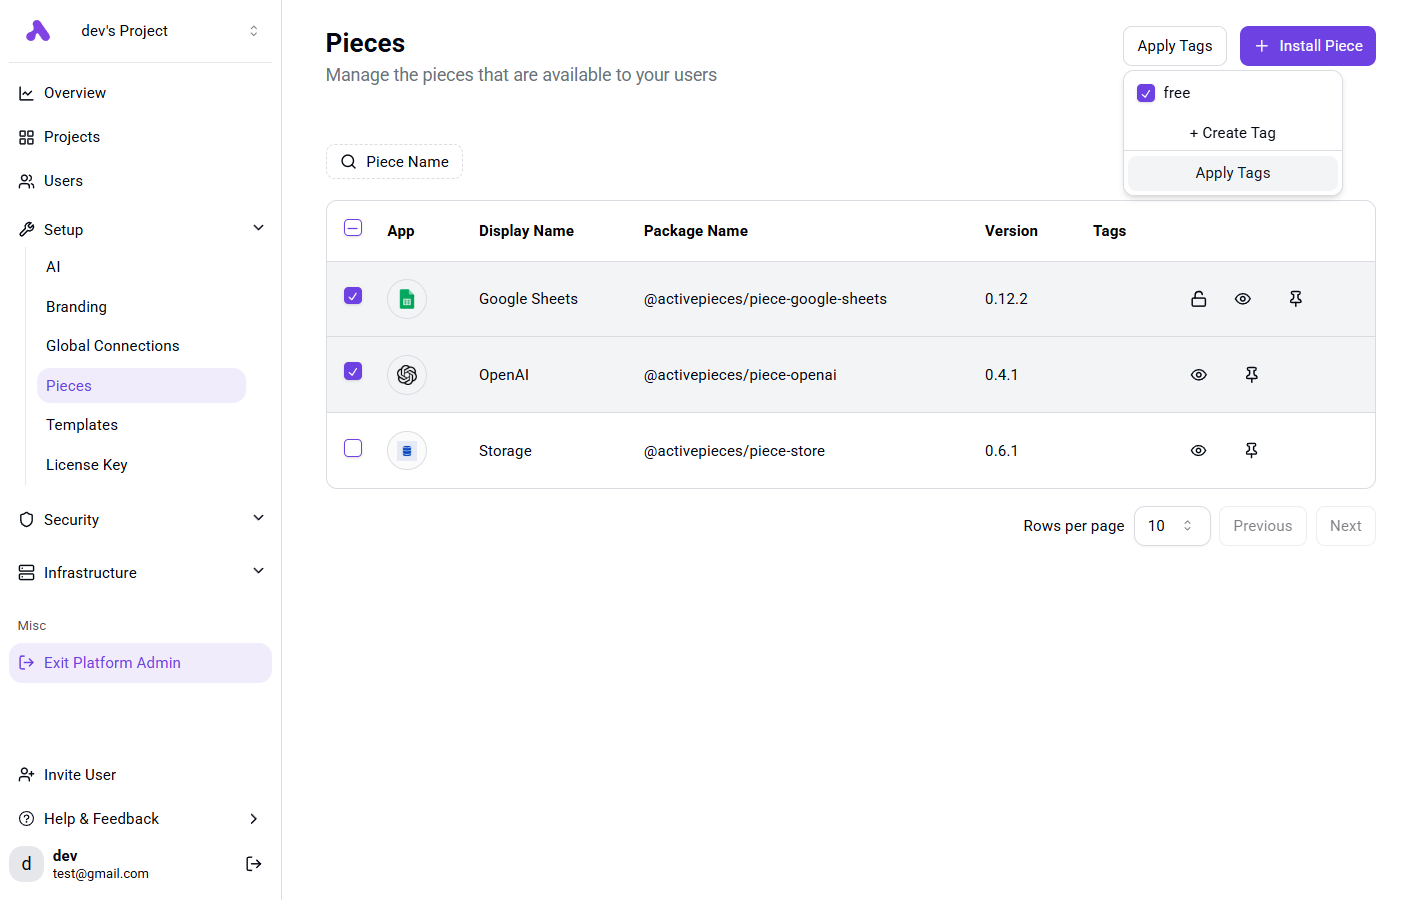 dev's Project
Overview
Projects
Users
Setup
AI
Branding
Global Connections
Pieces
Templates
License Key
Security
Infrastructure
Misc
Exit Platform Admin
Invite User
Help & Feedback
d
dev
test@gmail.com
Pieces
Manage the pieces that are available to your users
Apply Tags
+ Install Piece
free
+ Create Tag
Apply Tags
Piece Name
App Display Name Package Name Version Tags
Google Sheets @activepieces/piece-google-sheets 0.12.2
OpenAI @activepieces/piece-openai 0.4.1
Storage @activepieces/piece-store 0.6.1
Rows per page 10 Previous Next